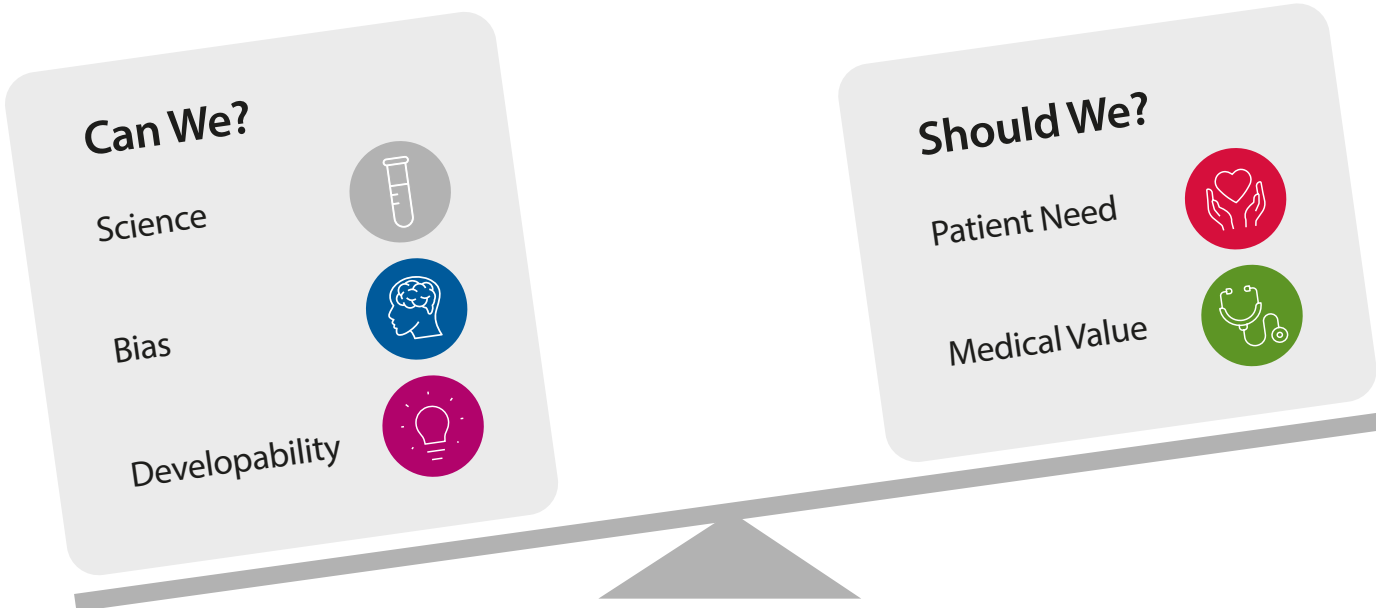 Can We?
Science
Bias
Developability
Should We?
Patient Need
Medical Value